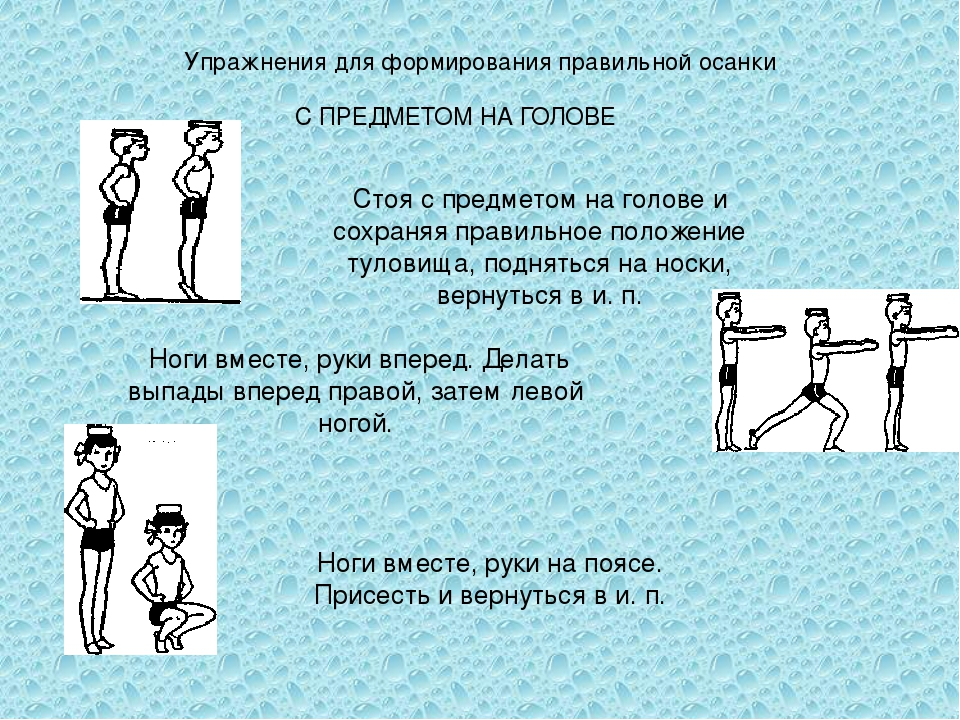 Упражнения для формирования правильной осанки
С ПРЕДМЕТОМ НА ГОЛОВЕ
Стоя с предметом на голове и
сохраняя правильное положение
туловища, подняться на носки,
вернуться в и. п.
Ноги вместе, руки вперед. Делать
выпады вперед правой, затем левой
ногой.
Ноги вместе, руки на поясе.
Присесть и вернуться в и. п.